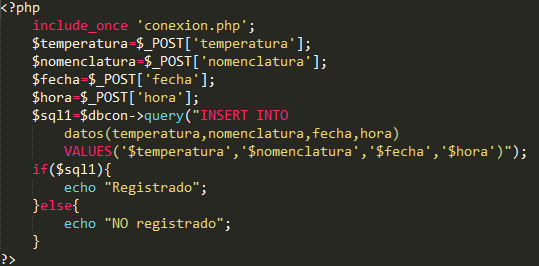 <?php
include_once 'conexion.php';
$temperatura=$_POST['temperatura'];
$nomenclatura=$_POST['nomenclatura'];
$fecha=$_POST['fecha'];
$hora=$_POST['hora'];
$sql1=$dbcon->query("INSERT INTO
datos(temperatura,nomenclatura,fecha,hora)
VALUES('$temperatura','$nomenclatura','$fecha','$hora')");
if($sql1){
echo "Registrado";
}else{
echo "NO registrado";
}
?>